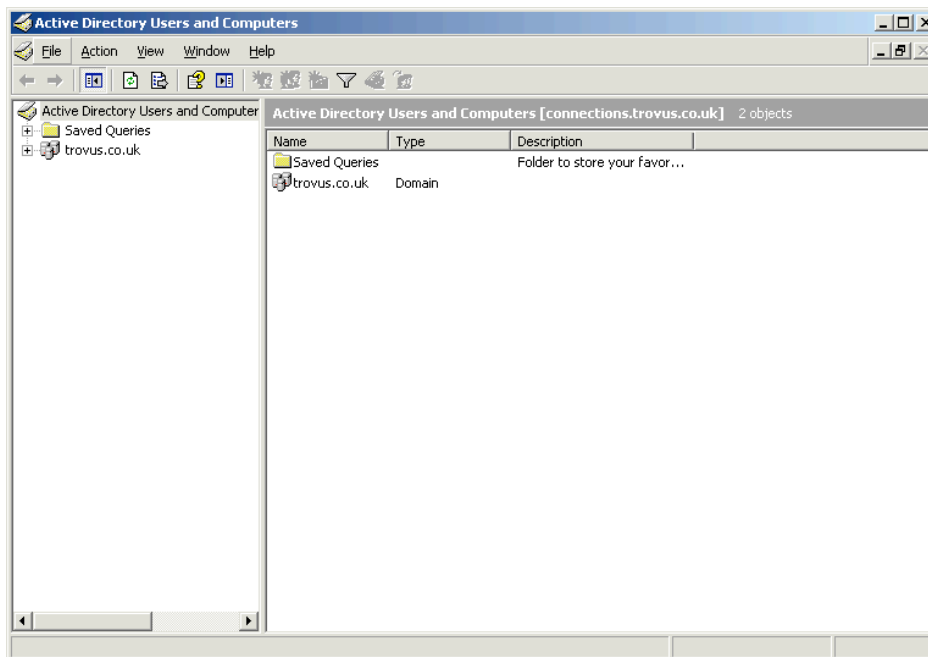 Active Directory Users and Computers
File Action View Window Help
Active Directory Users and Computer
Saved Queries
trovus.co.uk
Active Directory Users and Computers [connections.trovus.co.uk] 2 objects
Name Type Description
Saved Queries Folder to store your favor...
trovus.co.uk Domain